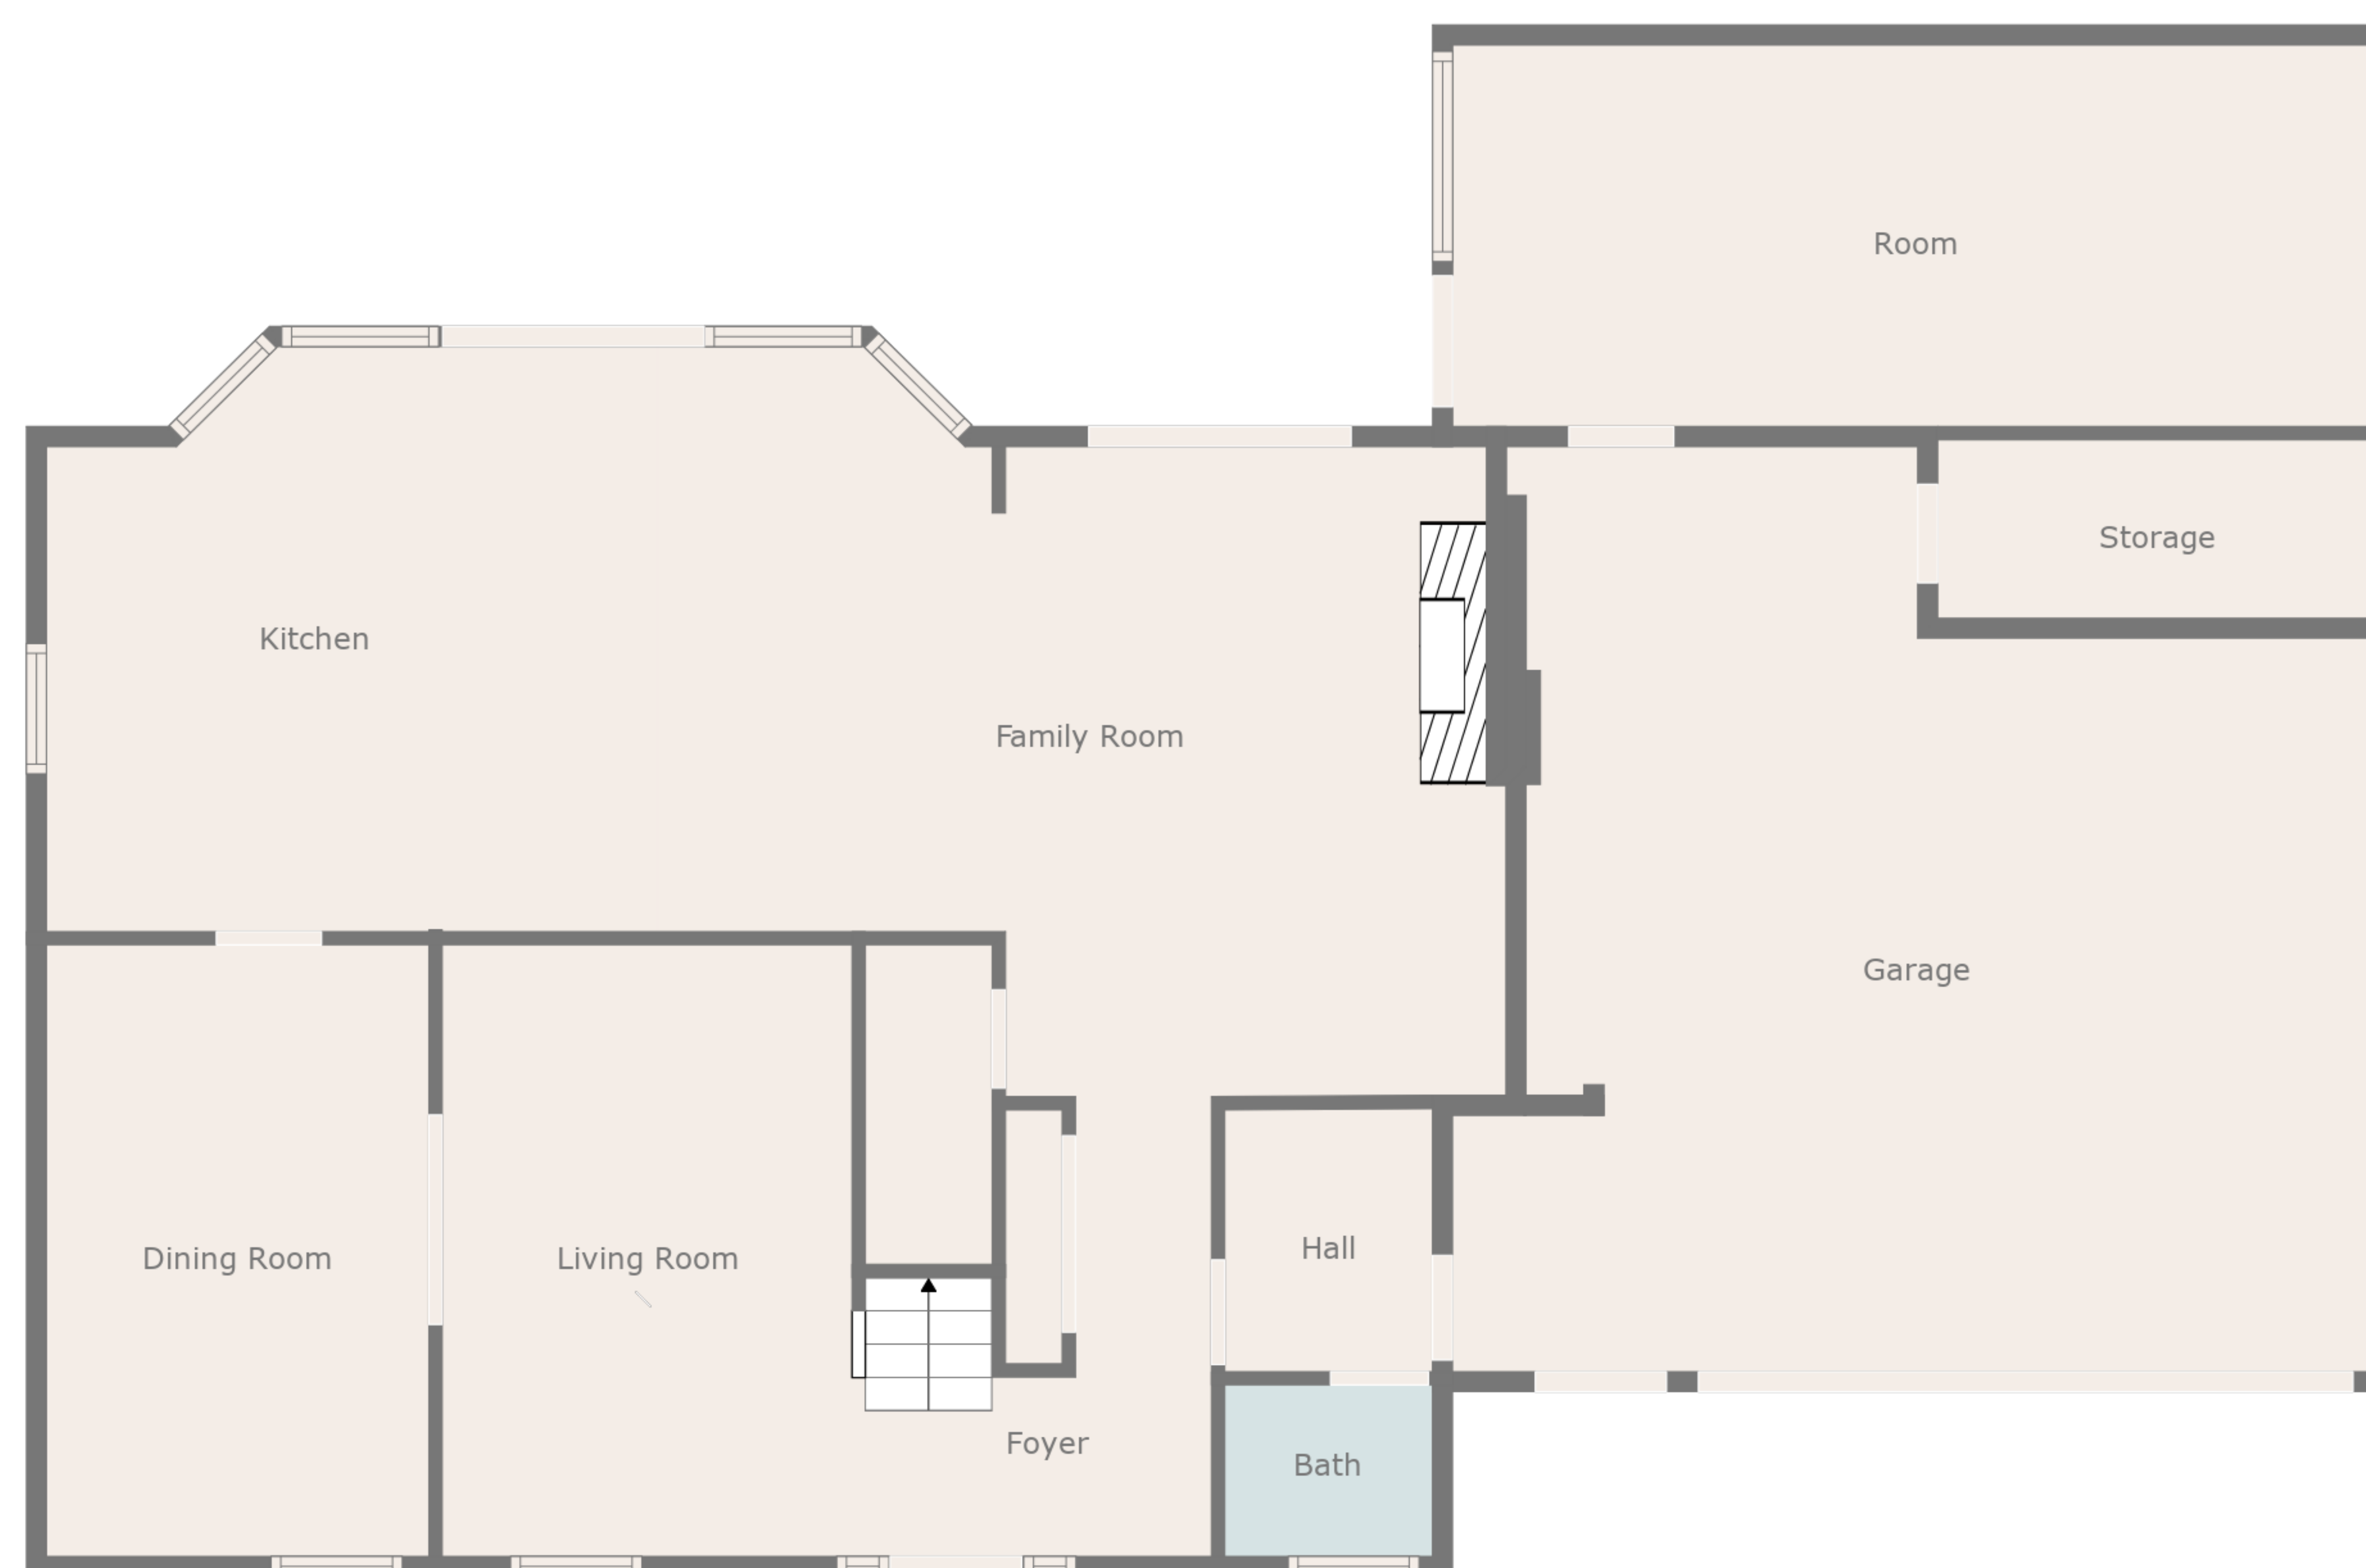 Room
Storage
Kitchen
Family Room
Garage
Dining Room
Living Room
Hall
Foyer
Bath